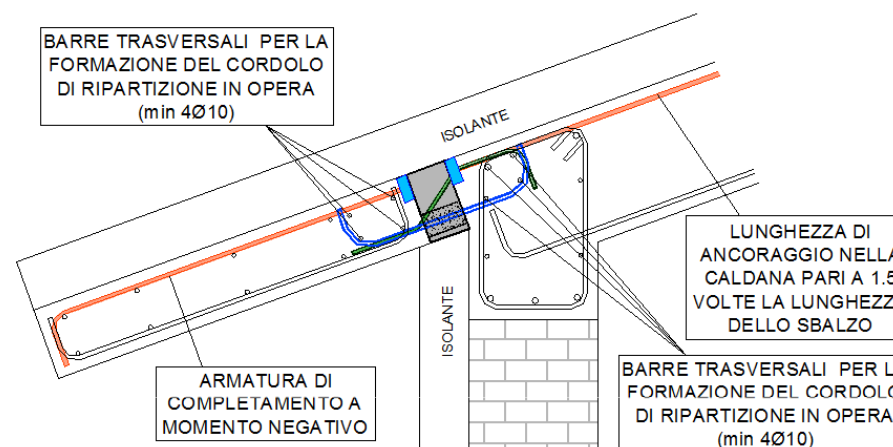 BARRE TRASVERSALI PER LA
FORMAZIONE DEL CORDOLO
DI RIPARTIZIONE IN OPERA
(min 4Ø10)
ISOLANTE
ISOLANTE
LUNGHEZZA DI
ANCORAGGIO NELLA
CALDANA PARI A 1.5
VOLTE LA LUNGHEZZ
DELLO SBALZO
ARMATURA DI
COMPLETAMENTO A
MOMENTO NEGATIVO
BARRE TRASVERSALI PER L
FORMAZIONE DEL CORDOLO
DI RIPARTIZIONE IN OPERA
(min 4Ø10)